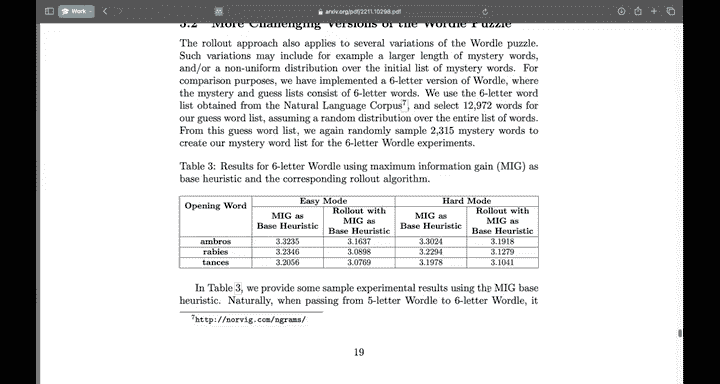 Work
arxiv.org/pdf/2211.10298.pdf
3.2 More Challenging Versions of the Wordle Puzzle
The rollout approach also applies to several variations of the Wordle puzzle.
Such variations may include for example a larger length of mystery words,
and/or a non-uniform distribution over the initial list of mystery words. For
comparison purposes, we have implemented a 6-letter version of Wordle, where
the mystery and guess lists consist of 6-letter words. We use the 6-letter word
list obtained from the Natural Language Corpus7, and select 12,972 words for
our guess word list, assuming a random distribution over the entire list of words.
From this guess word list, we again randomly sample 2,315 mystery words to
create our mystery word list for the 6-letter Wordle experiments.
Table 3: Results for 6-letter Wordle using maximum information gain (MIG) as
base heuristic and the corresponding rollout algorithm.
Opening Word Easy Mode Hard Mode
MIG as Base Heuristic Rollout with MIG as Base Heuristic MIG as Base Heuristic Rollout with MIG as Base Heuristic
ambros 3.3235 3.1637 3.3024 3.1918
rabies 3.2346 3.0898 3.2294 3.1279
tances 3.2056 3.0769 3.1978 3.1041
In Table 3, we provide some sample experimental results using the MIG base
heuristic. Naturally, when passing from 5-letter Wordle to 6-letter Wordle, it
7http://norvig.com/ngrams/
19